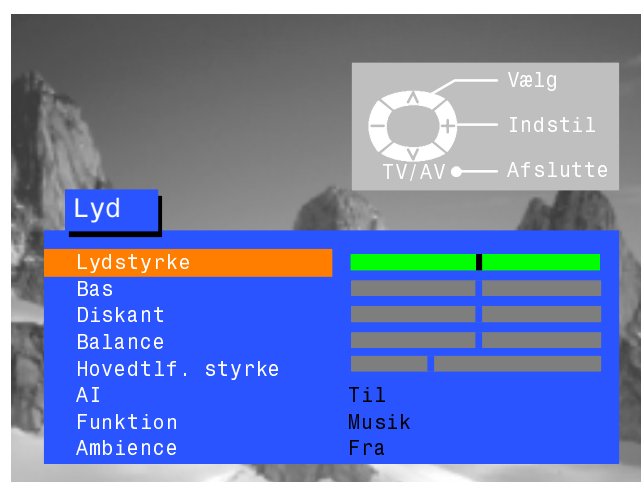 Vælg
Indstil
TV/AV Afslutte
Lyd
Lydstyrke
Bas
Diskant
Balance
Hovedtlf. styrke
AI Til
Funktion Musik
Ambience Fra